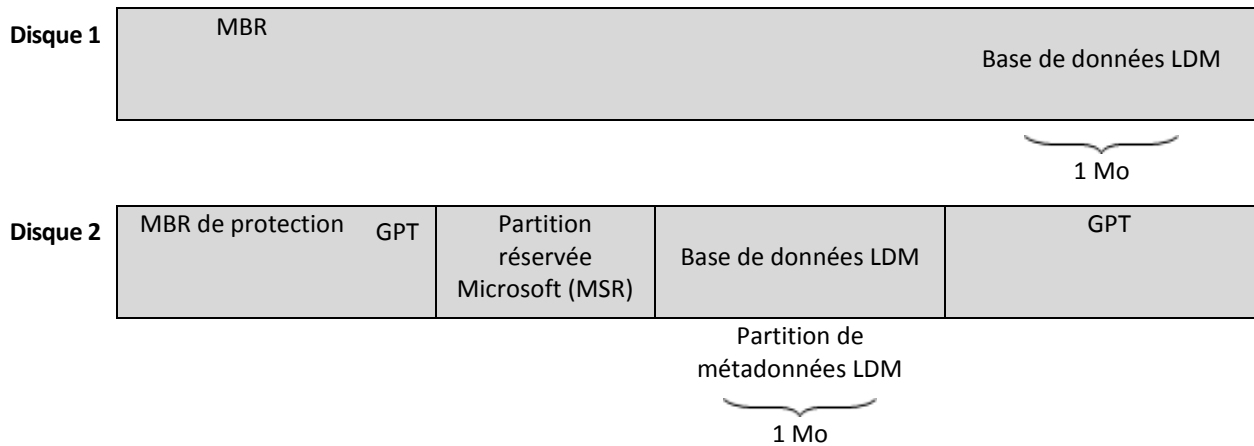 Disque 1
MBR
Base de données LDM
1 Mo
Disque 2
MBR de protection
GPT
Partition
réservée
Microsoft (MSR)
Base de données LDM
GPT
Partition de
métadonnées LDM
1 Mo